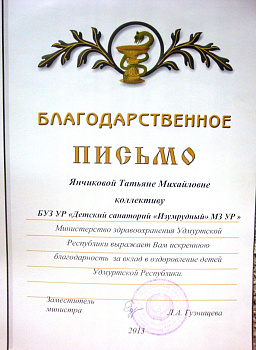 БЛАГОДАРСТВЕННОЕ
ПИСЬМО
Янчиковой Татьяне Михайловне
коллективу
БУЗ УР «Детский санаторий «Изумрудный» МЗ УР »
Министерство здравоохранения Удмуртской
Республики выражает Вам искреннюю
благодарность за вклад в оздоровление детей
Удмуртской Республики.
Заместитель
министра
Л.А. Гузнищева
2013